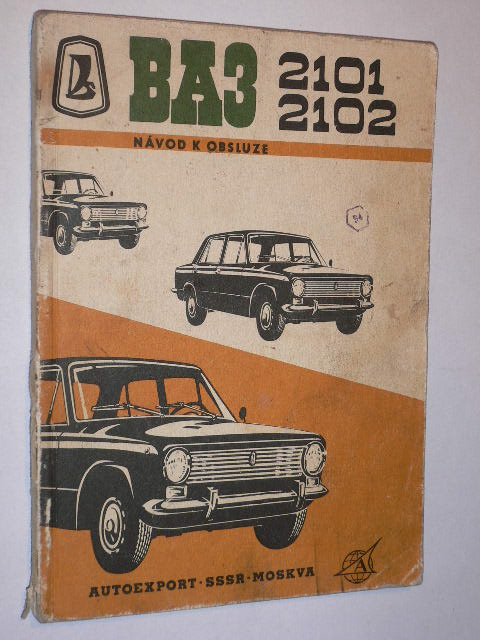 ВАЗ 2101
2102
NÁVOD K OBSLUZE
AUTOEXPORT · SSSR · MOSKVA
A